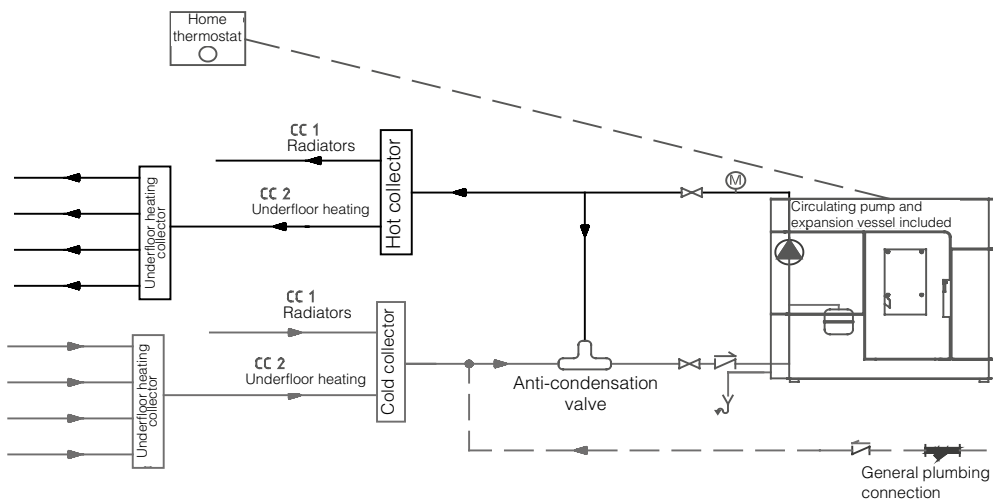 Home
thermostat
CC 1
Radiators
Hot collector
CC 2
Underfloor heating
Underfloor heating
collector
M
Circulating pump and
expansion vessel included
CC 1
Radiators
CC 2
Underfloor heating
Cold collector
Underfloor heating
collector
Anti-condensation
valve
General plumbing
connection